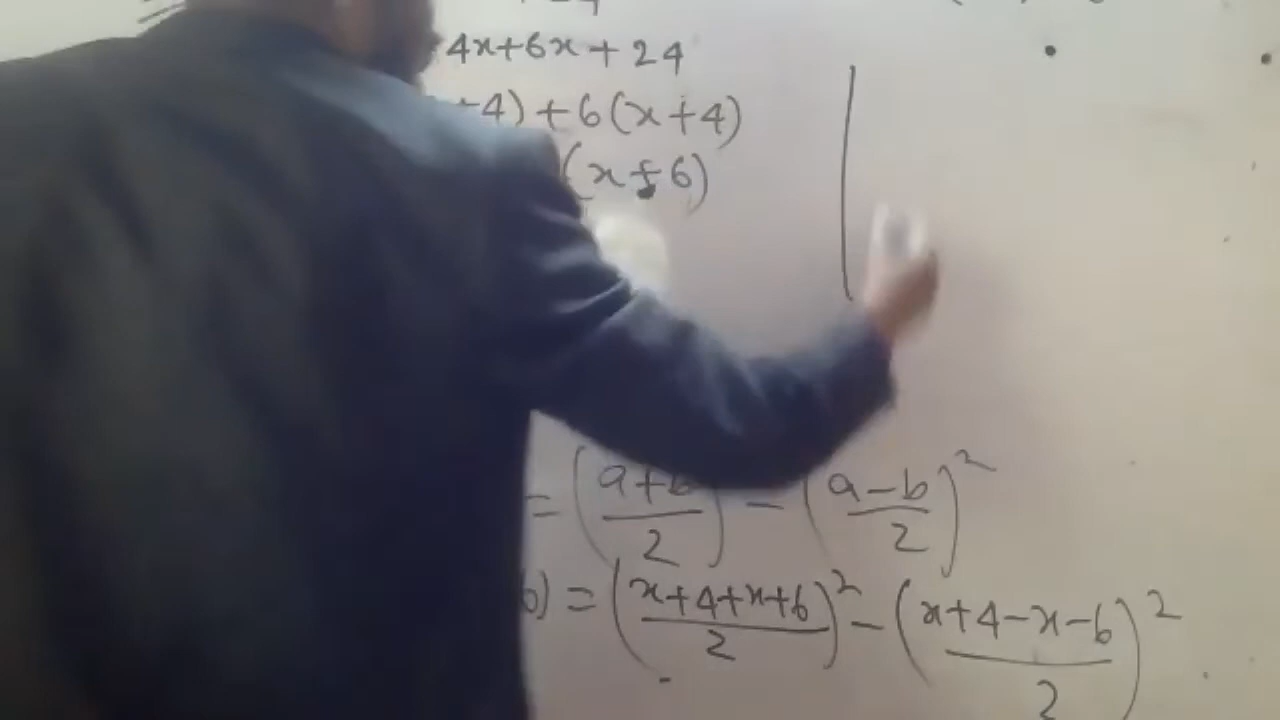 4x+6x+24
+4)+6(x+4)
(x+6)
=(a+b/2)-(a-b/2)²
6)=(x+4+x+6/2)²-(x+4-x-6/2)²